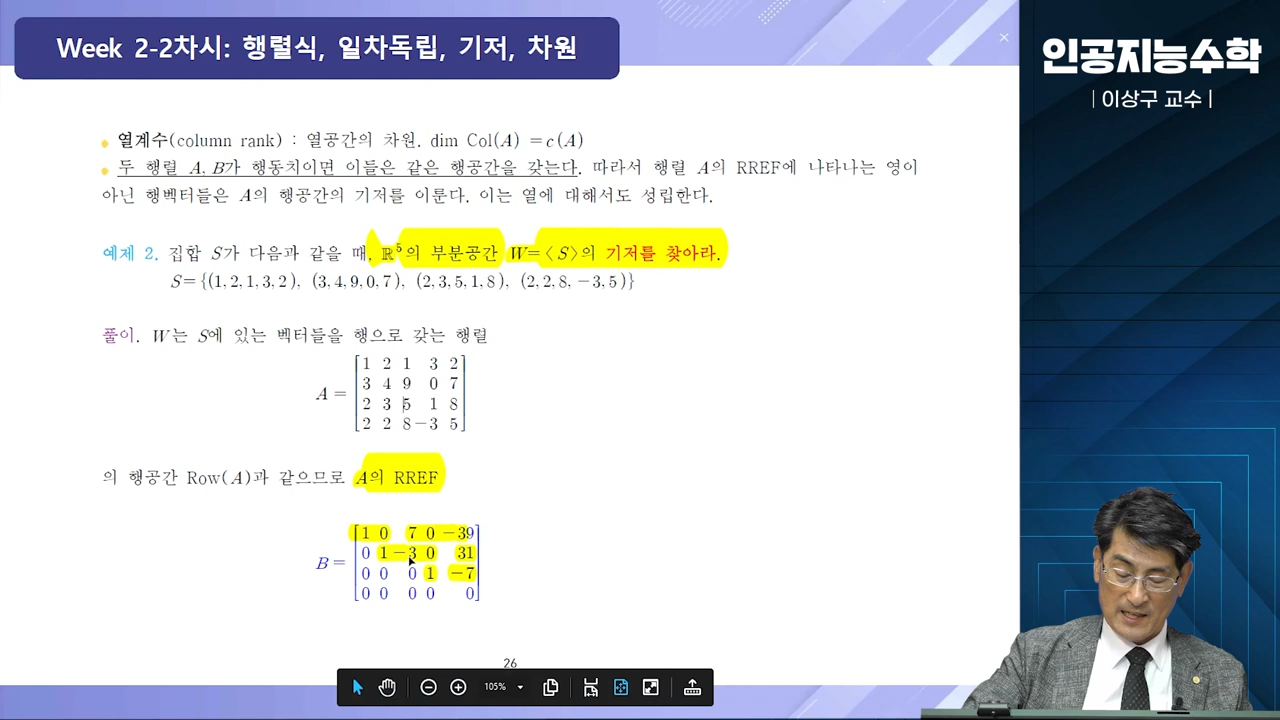 Week 2-2차시: 행렬식, 일차독립, 기저, 차원
인공지능수학
| 이상구 교수 |
• 열계수(column rank) : 열공간의 차원. dim Col(A) = c(A)
• 두 행렬 A, B가 행동치이면 이들은 같은 행공간을 갖는다. 따라서 행렬 A의 RREF에 나타나는 영이
아닌 행벡터들은 A의 행공간의 기저를 이룬다. 이는 열에 대해서도 성립한다.
예제 2. 집합 S가 다음과 같을 때, ℝ⁵의 부분공간 W=⟨S⟩의 기저를 찾아라.
S={(1,2,1,3,2), (3,4,9,0,7), (2,3,5,1,8), (2,2,8,−3,5)}
풀이. W는 S에 있는 벡터들을 행으로 갖는 행렬
A =
1 2 1 3 2
3 4 9 0 7
2 3 5 1 8
2 2 8 −3 5
의 행공간 Row(A)과 같으므로 A의 RREF
B =
1 0 7 0 −39
0 1 −3 0 31
0 0 0 1 −7
0 0 0 0 0
26
105%